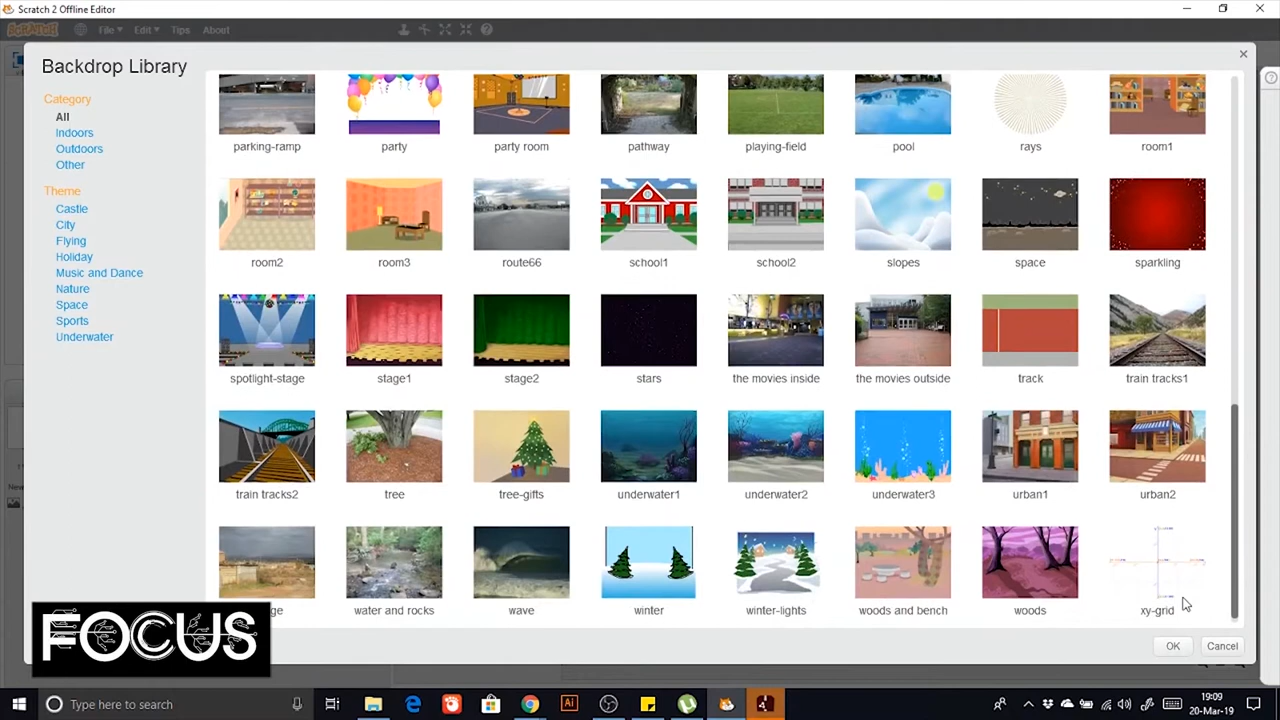 Scratch 2 Offline Editor
SCRATCH File Edit Tips About
Backdrop Library
Category
All
Indoors
Outdoors
Other
Theme
Castle
City
Flying
Holiday
Music and Dance
Nature
Space
Sports
Underwater
parking-ramp party party room pathway playing-field pool rays room1
room2 room3 route66 school1 school2 slopes space sparkling
spotlight-stage stage1 stage2 stars the movies inside the movies outside track train tracks1
train tracks2 tree tree-gifts underwater1 underwater2 underwater3 urban1 urban2
water and rocks wave winter winter-lights woods and bench woods xy-grid
FOCUS
OK Cancel
Type here to search
19:09
20-Mar-19